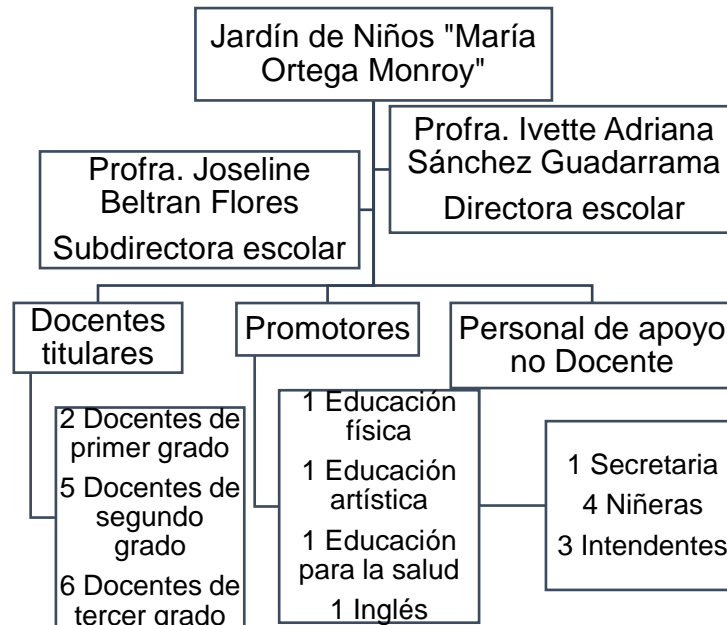 Jardín de Niños "María
Ortega Monroy"
Profra. Ivette Adriana
Sánchez Guadarrama
Directora escolar
Profra. Joseline
Beltran Flores
Subdirectora escolar
Docentes
titulares
2 Docentes de
primer grado
5 Docentes de
segundo
grado
6 Docentes de
tercer grado
Promotores
1 Educación
física
1 Educación
artística
1 Educación
para la salud
1 Inglés
Personal de apoyo
no Docente
1 Secretaria
4 Niñeras
3 Intendentes